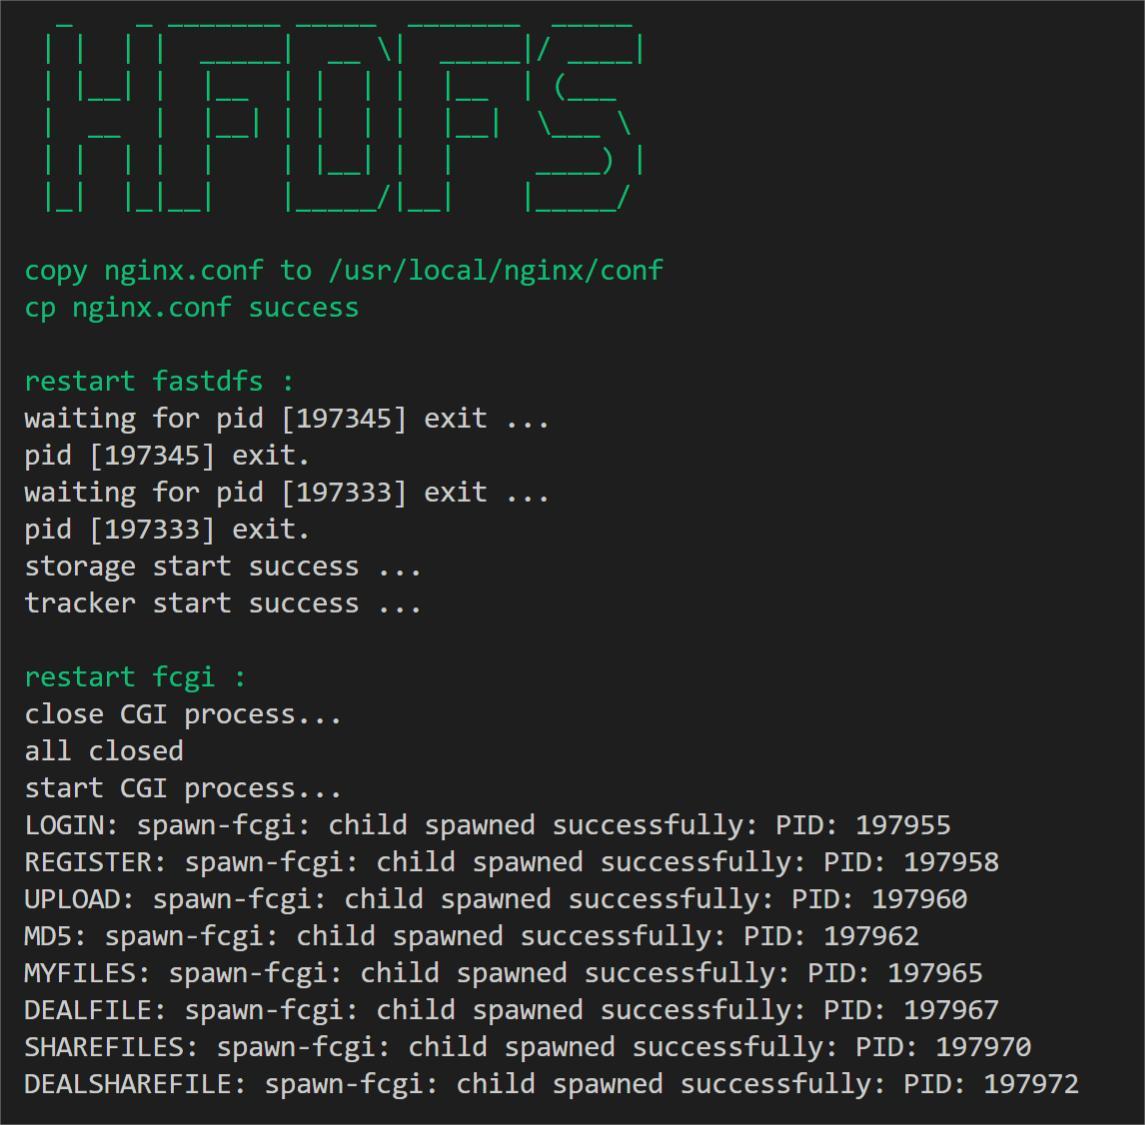 HFDFS
copy nginx.conf to /usr/local/nginx/conf
cp nginx.conf success
restart fastdfs :
waiting for pid [197345] exit ...
pid [197345] exit.
waiting for pid [197333] exit ...
pid [197333] exit.
storage start success ...
tracker start success ...
restart fcgi :
close CGI process...
all closed
start CGI process...
LOGIN: spawn-fcgi: child spawned successfully: PID: 197955
REGISTER: spawn-fcgi: child spawned successfully: PID: 197958
UPLOAD: spawn-fcgi: child spawned successfully: PID: 197960
MD5: spawn-fcgi: child spawned successfully: PID: 197962
MYFILES: spawn-fcgi: child spawned successfully: PID: 197965
DEALFILE: spawn-fcgi: child spawned successfully: PID: 197967
SHAREFILES: spawn-fcgi: child spawned successfully: PID: 197970
DEALSHAREFILE: spawn-fcgi: child spawned successfully: PID: 197972